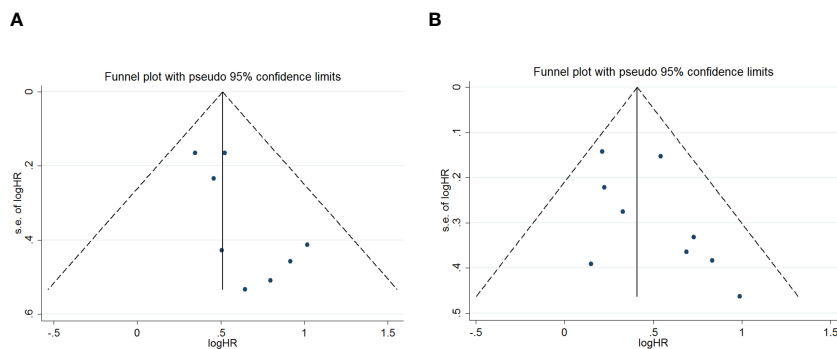 A
Funnel plot with pseudo 95% confidence limits
0
.2
.4
.6
s.e. of logHR
-.5
0
.5
1
1.5
logHR
B
Funnel plot with pseudo 95% confidence limits
0
.1
.2
.3
.4
.5
s.e. of logHR
-.5
0
.5
1
1.5
logHR